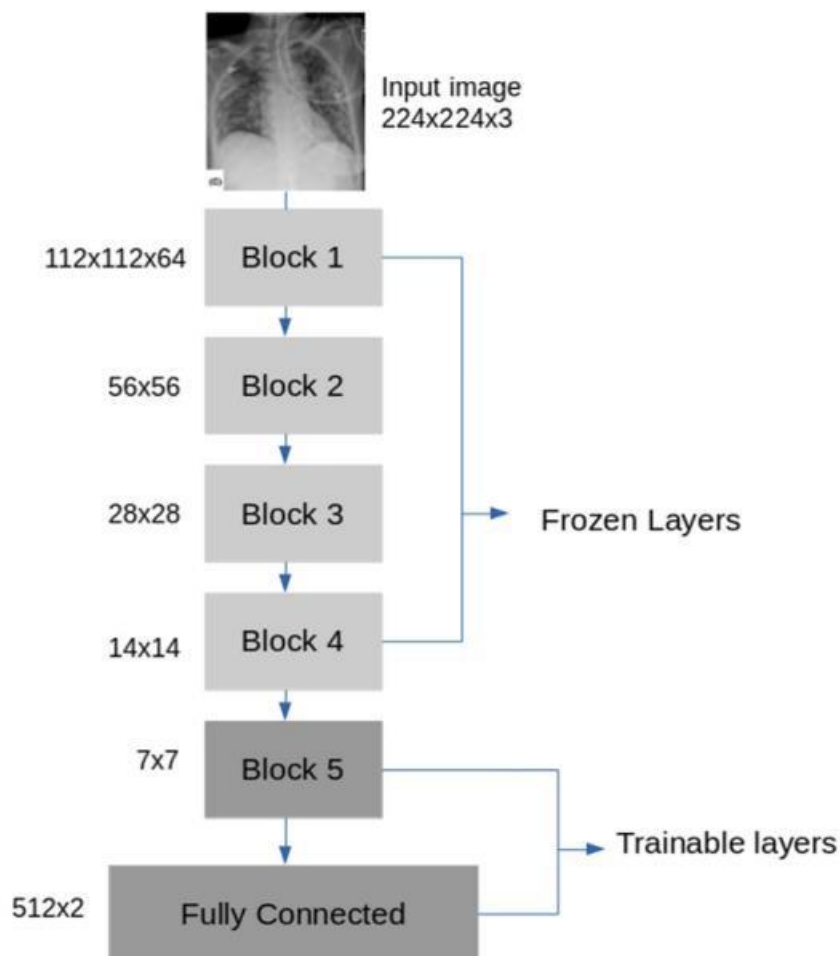 Input image
224x224x3
112x112x64
Block 1
56x56
Block 2
28x28
Block 3
Frozen Layers
14x14
Block 4
7x7
Block 5
Trainable layers
512x2
Fully Connected